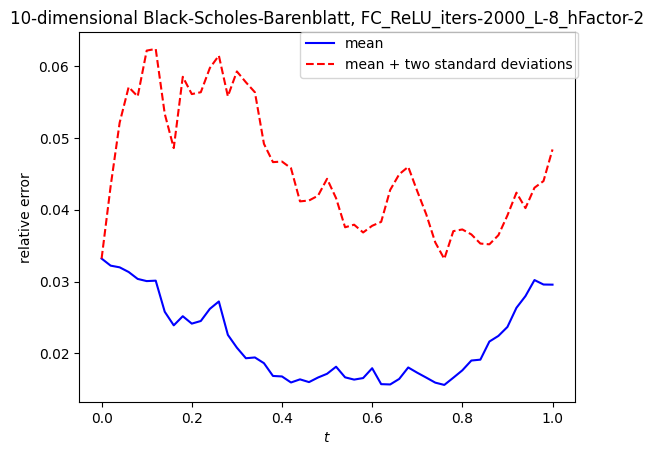 10-dimensional Black-Scholes-Barenblatt, FC_ReLU_iters-2000_L-8_hFactor-2
mean
mean + two standard deviations
relative error
0.06
0.05
0.04
0.03
0.02
0.0 0.2 0.4 0.6 0.8 1.0
t